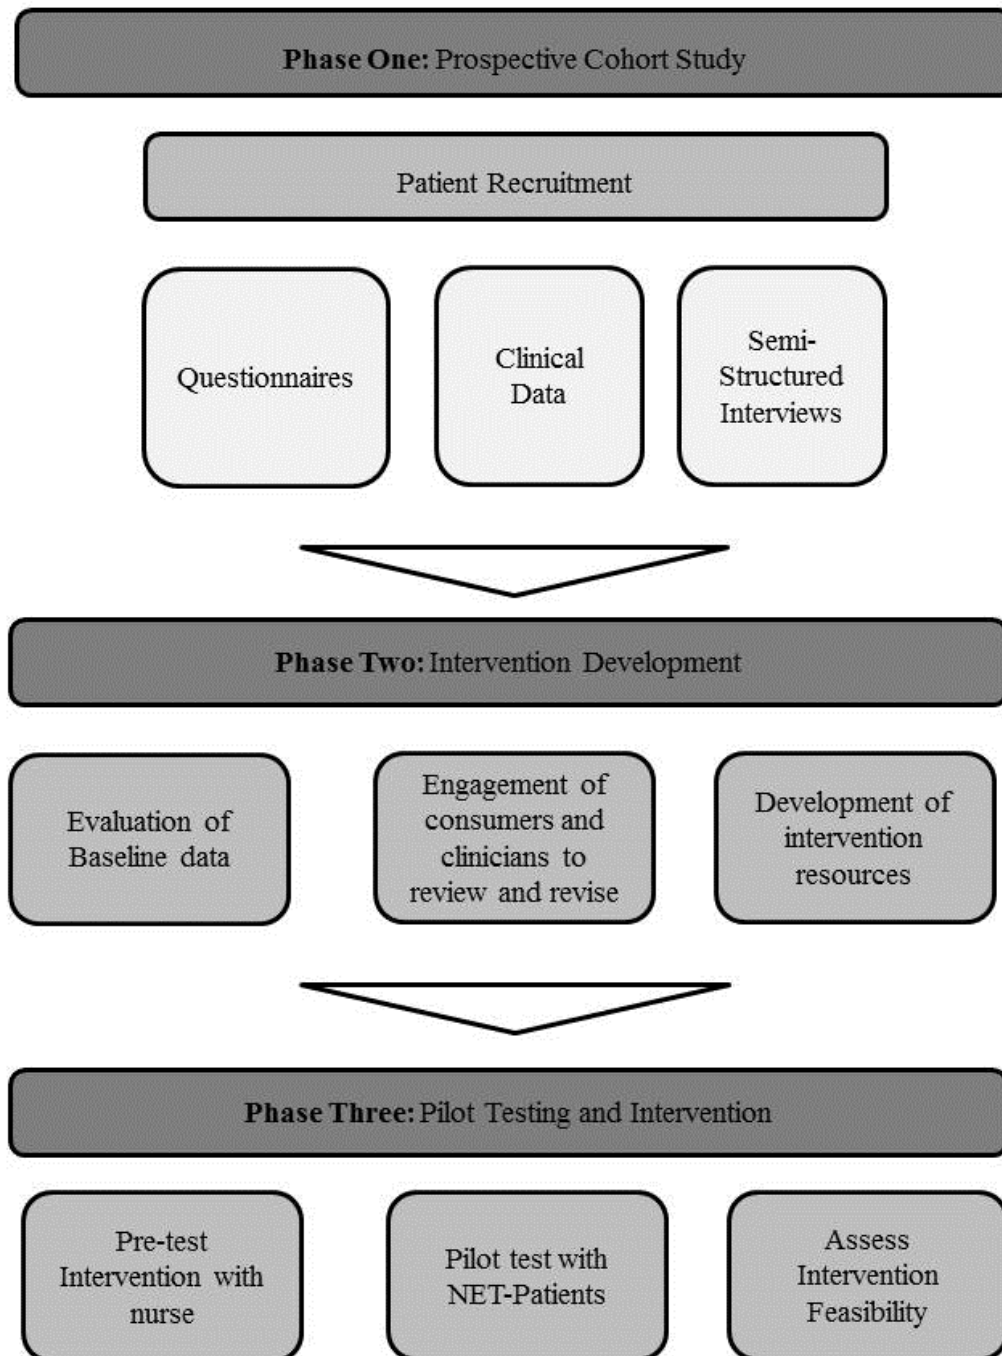 Phase One: Prospective Cohort Study
Patient Recruitment
Questionnaires
Clinical
Data
Semi-
Structured
Interviews
Phase Two: Intervention Development
Evaluation of
Baseline data
Engagement of
consumers and
clinicians to
review and revise
Development of
intervention
resources
Phase Three: Pilot Testing and Intervention
Pre-test
Intervention with
nurse
Pilot test with
NET-Patients
Assess
Intervention
Feasibility